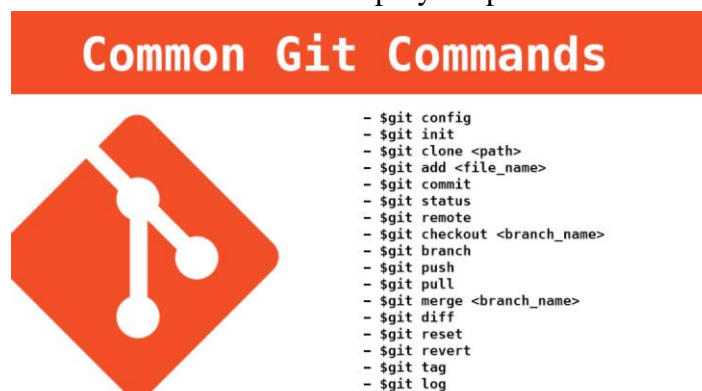 Common Git Commands
- $git config
- $git init
- $git clone <path>
- $git add <file_name>
- $git commit
- $git status
- $git remote
- $git checkout <branch_name>
- $git branch
- $git push
- $git pull
- $git merge <branch_name>
- $git diff
- $git reset
- $git revert
- $git tag
- $git log